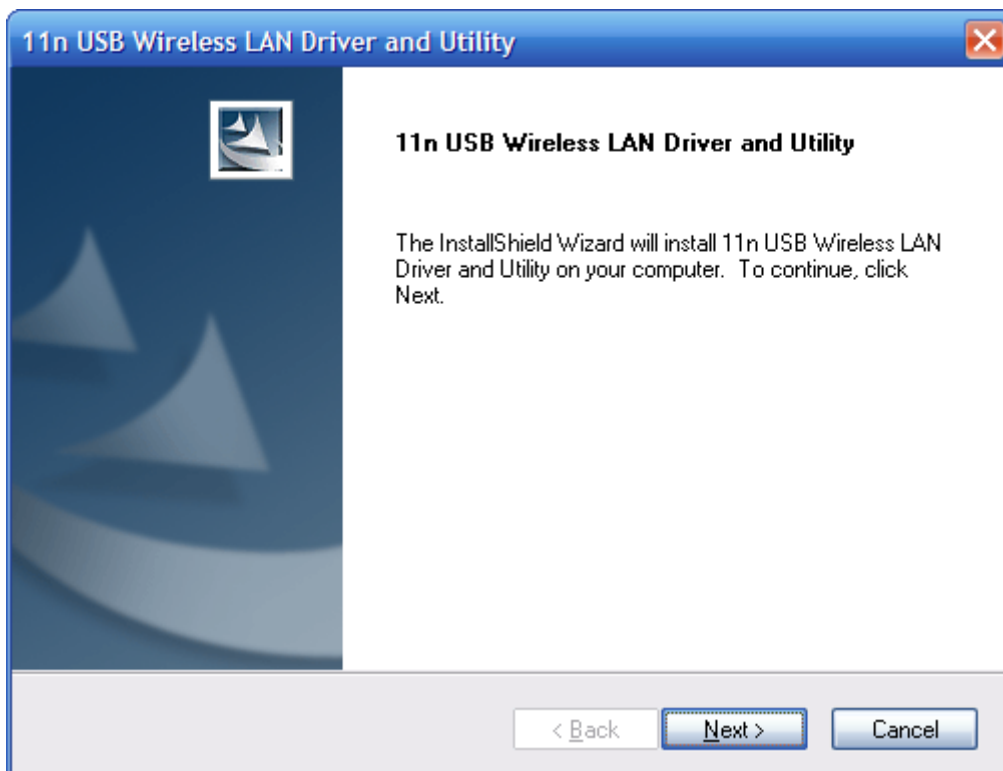 11n USB Wireless LAN Driver and Utility
11n USB Wireless LAN Driver and Utility
The InstallShield Wizard will install 11n USB Wireless LAN
Driver and Utility on your computer.  To continue, click
Next.
< Back
Next >
Cancel